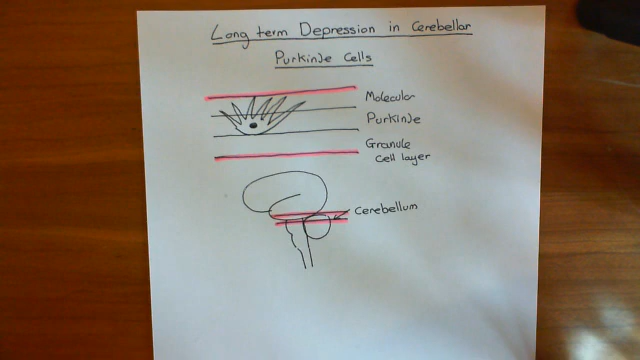 Long term Depression in Cerebellar
Purkinje Cells
Molecular
Purkinje
Granule
Cell layer
Cerebellum